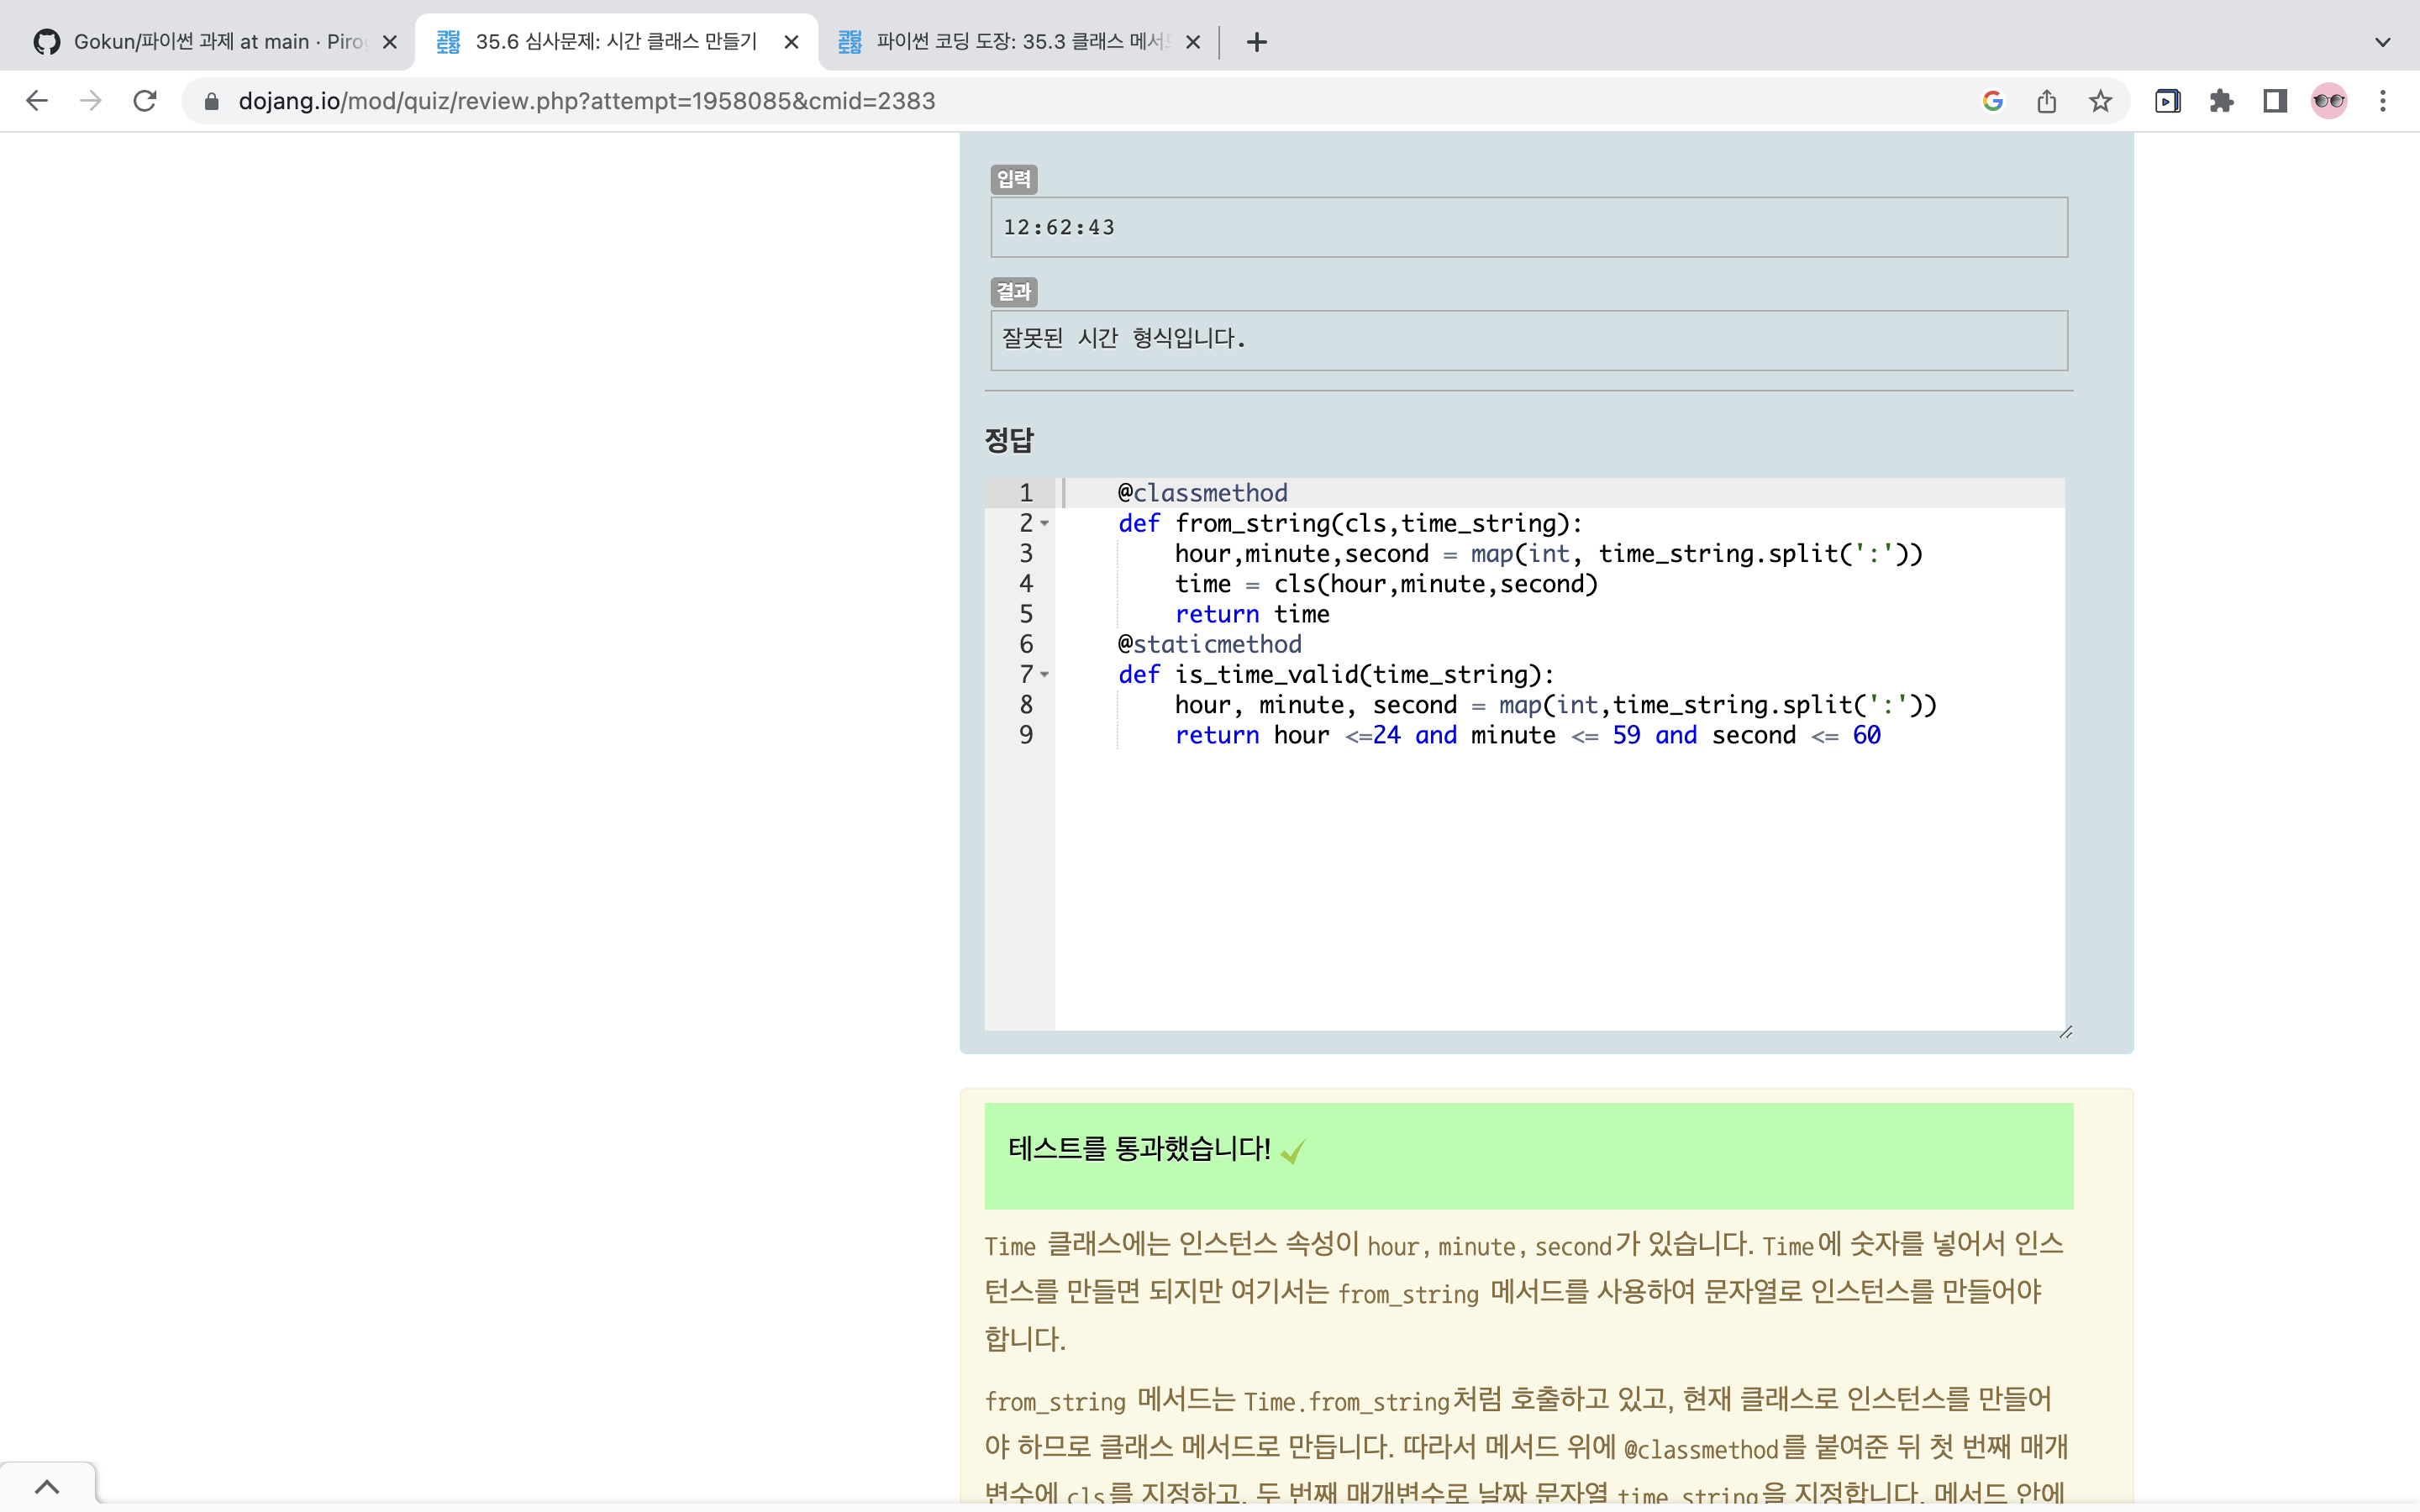 Gokun/파이썬 과제 at main · Piro
35.6 심사문제: 시간 클래스 만들기
파이썬 코딩 도장: 35.3 클래스 메서드
dojang.io/mod/quiz/review.php?attempt=1958085&cmid=2383
입력
12:62:43
결과
잘못된 시간 형식입니다.
정답
1 @classmethod
2 def from_string(cls,time_string):
3 hour,minute,second = map(int, time_string.split(':'))
4 time = cls(hour,minute,second)
5 return time
6 @staticmethod
7 def is_time_valid(time_string):
8 hour, minute, second = map(int,time_string.split(':'))
9 return hour <=24 and minute <= 59 and second <= 60
테스트를 통과했습니다!
Time 클래스에는 인스턴스 속성이 hour, minute, second가 있습니다. Time에 숫자를 넣어서 인스
턴스를 만들면 되지만 여기서는 from_string 메서드를 사용하여 문자열로 인스턴스를 만들어야
합니다.
from_string 메서드는 Time.from_string처럼 호출하고 있고, 현재 클래스로 인스턴스를 만들어
야 하므로 클래스 메서드로 만듭니다. 따라서 메서드 위에 @classmethod를 붙여준 뒤 첫 번째 매개
변수에 cls를 지정하고, 두 번째 매개변수로 날짜 문자열 time_string을 지정합니다. 메서드 안에